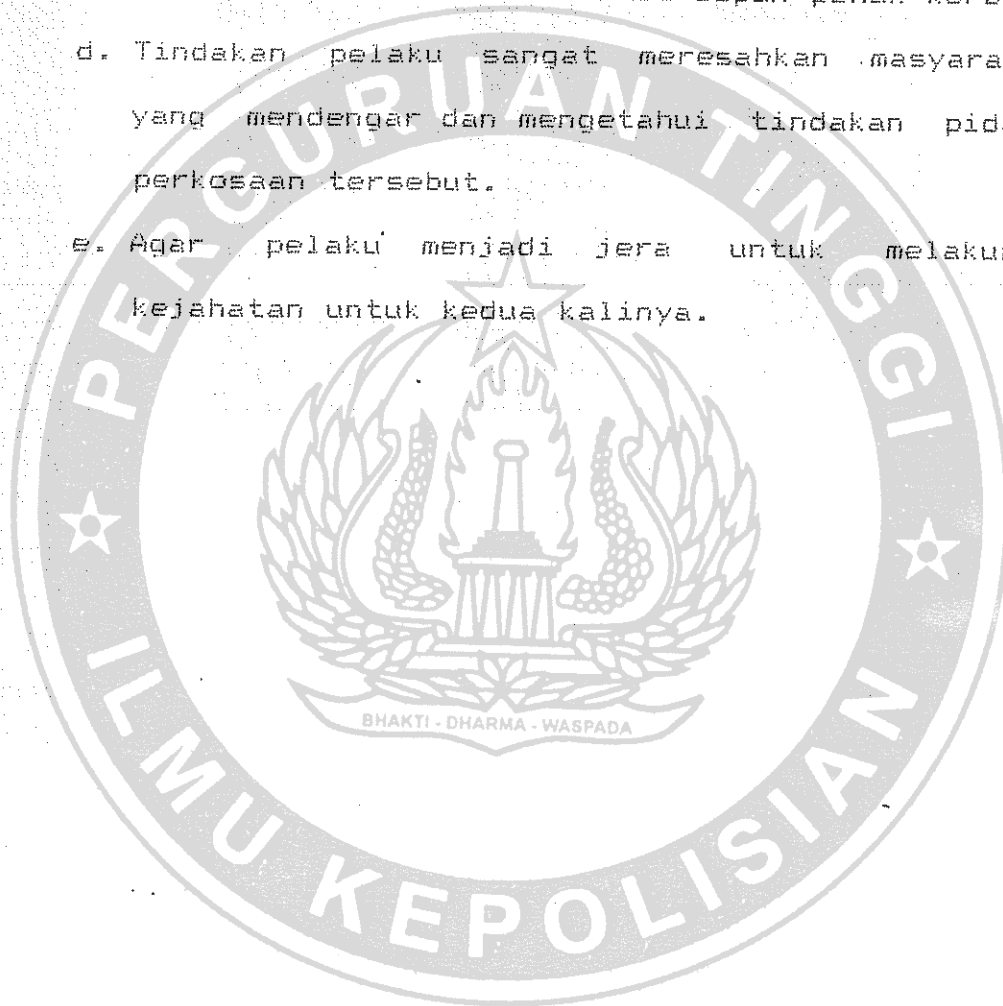 d. Tindakan pelaku sangat meresahkan masyara
yang mendengar dan mengetahui tindakan pid
perkosaan tersebut.
e. Agar pelaku menjadi jera untuk melaku
kejahatan untuk kedua kalinya.
PERGURUAN TINGGI
BHAKTI - DHARMA - WASPADA
ILMU KEPOLISIAN